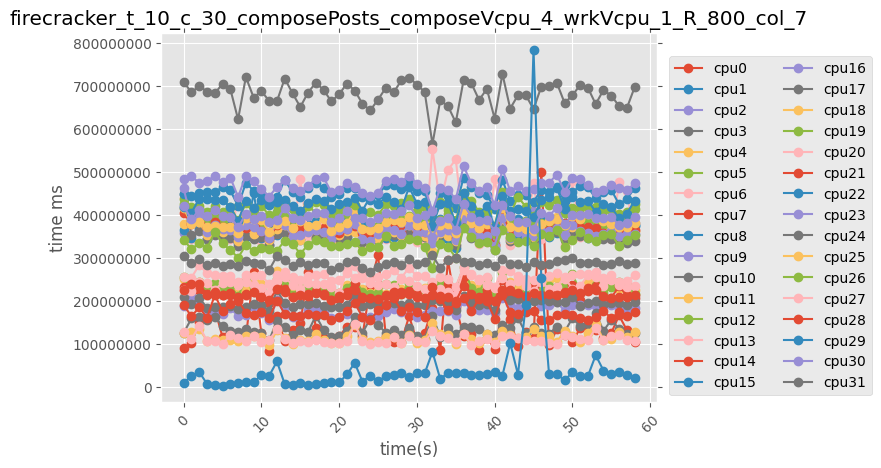 firecracker_t_10_c_30_composePosts_composeVcpu_4_wrkVcpu_1_R_800_col_7
800000000
700000000
600000000
500000000
400000000
300000000
200000000
100000000
0
time ms
0 10 20 30 40 50 60
time(s)
cpu0 cpu16
cpu1 cpu17
cpu2 cpu18
cpu3 cpu19
cpu4 cpu20
cpu5 cpu21
cpu6 cpu22
cpu7 cpu23
cpu8 cpu24
cpu9 cpu25
cpu10 cpu26
cpu11 cpu27
cpu12 cpu28
cpu13 cpu29
cpu14 cpu30
cpu15 cpu31